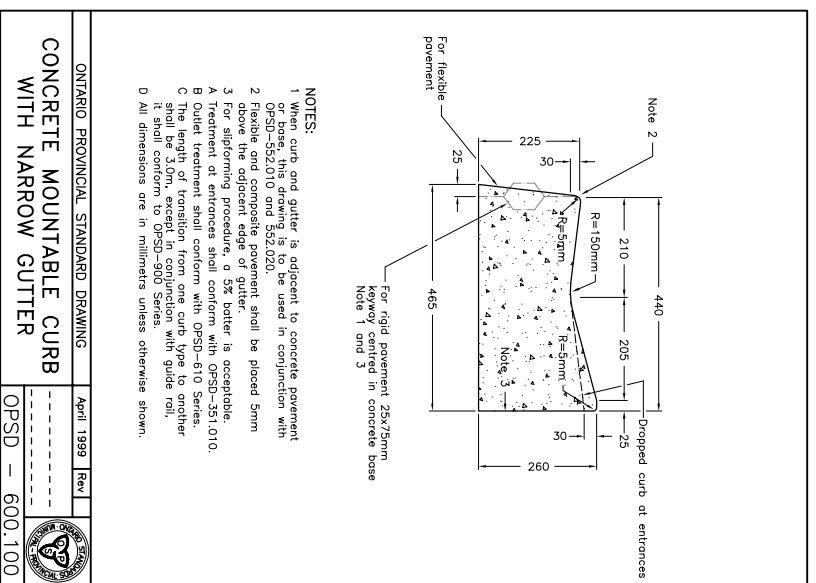 Note 2
R=150mm
R=5mm
R=5mm
Note 3
Dropped curb at entrances
440
210
205
25
225
30
25
465
30
260
For flexible
pavement
For rigid pavement 25x75mm
keyway centred in concrete base
Note 1 and 3
NOTES:
1 When curb and gutter is adjacent to concrete pavement
or base, this drawing is to be used in conjunction with
OPSD-552.010 and 552.020.
2 Flexible and composite pavement shall be placed 5mm
above the adjacent edge of gutter.
3 For slipforming procedure, a 5% batter is acceptable.
A Treatment at entrances shall conform with OPSD-351.010.
B Outlet treatment shall conform with OPSD-610 Series.
C The length of transition from one curb type to another
shall be 3.0m, except in conjunction with guide rail,
it shall conform to OPSD-900 Series.
D All dimensions are in millimetrs unless otherwise shown.
ONTARIO PROVINCIAL STANDARD DRAWING
April 1999
Rev
CONCRETE MOUNTABLE CURB
WITH NARROW GUTTER
OPSD - 600.100
ONTARIO STANDARDS
MUNICIPAL-PROVINCIAL
OPS